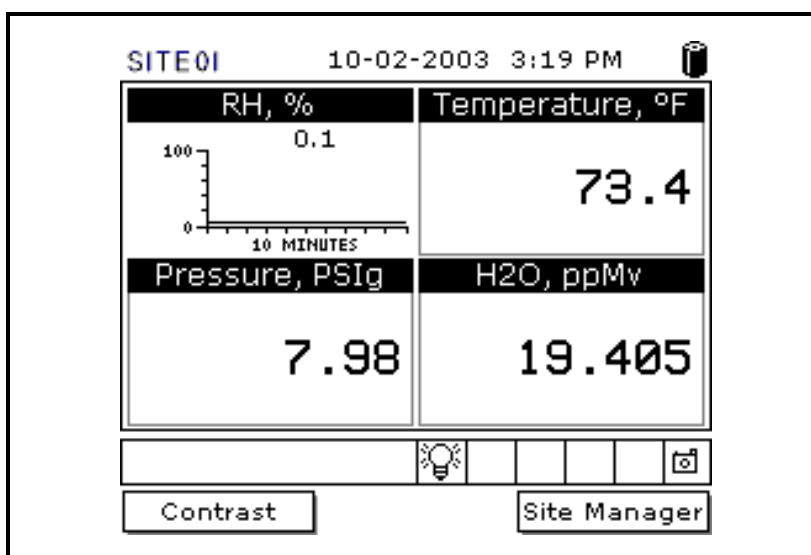 SITE01 10-02-2003 3:19 PM
RH, %
0.1
100
0
10 MINUTES
Temperature, ºF
73.4
Pressure, PSIg
7.98
H2O, ppMv
19.405
Contrast
Site Manager